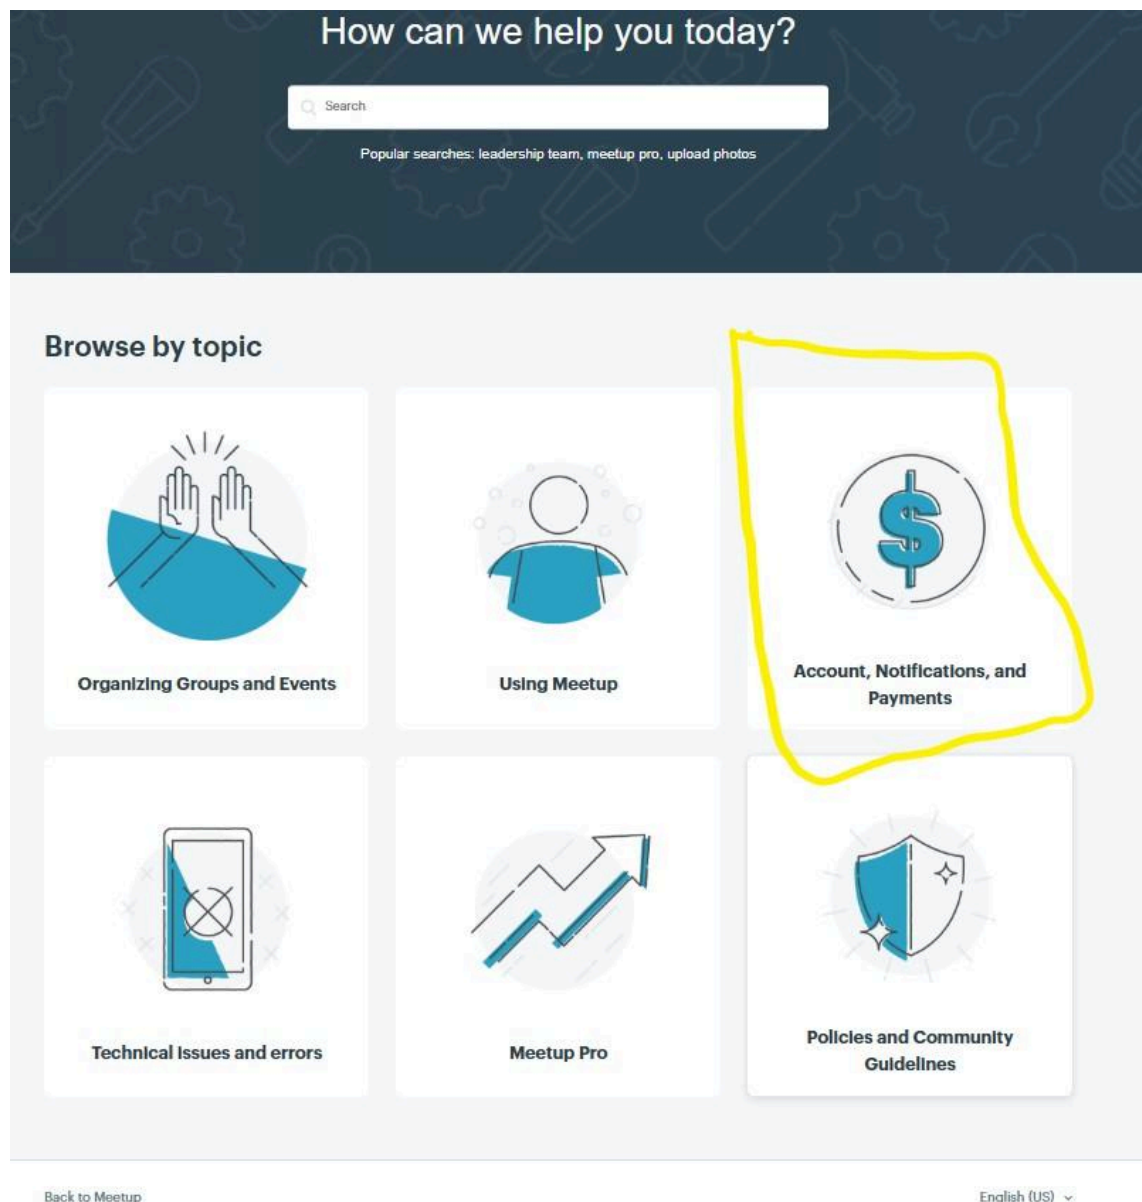 How can we help you today?
Search
Popular searches: leadership team, meetup pro, upload photos
Browse by topic
Organizing Groups and Events
Using Meetup
Account, Notifications, and
Payments
Technical issues and errors
Meetup Pro
Policies and Community
Guidelines
Back to Meetup
English (US)